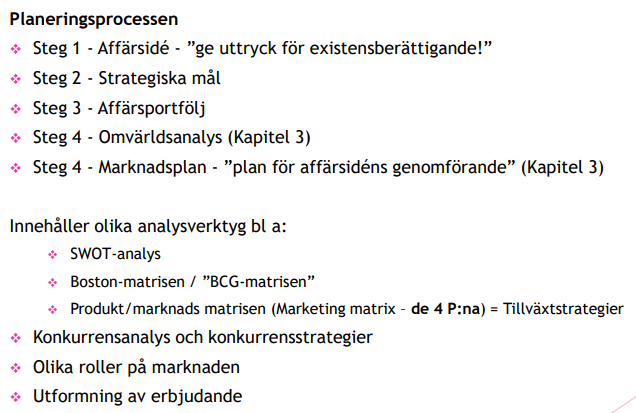 Planeringsprocessen
Steg 1 - Affärsidé - ”ge uttryck för existensberättigande!”
Steg 2 - Strategiska mål
Steg 3 - Affärsportfölj
Steg 4 - Omvärldsanalys (Kapitel 3)
Steg 4 - Marknadsplan - ”plan för affärsidéns genomförande” (Kapitel 3)
Innehåller olika analysverktyg bl a:
SWOT-analys
Boston-matrisen / ”BCG-matrisen”
Produkt/marknads matrisen (Marketing matrix – de 4 P:na) = Tillväxtstrategier
Konkurrensanalys och konkurrensstrategier
Olika roller på marknaden
Utformning av erbjudande